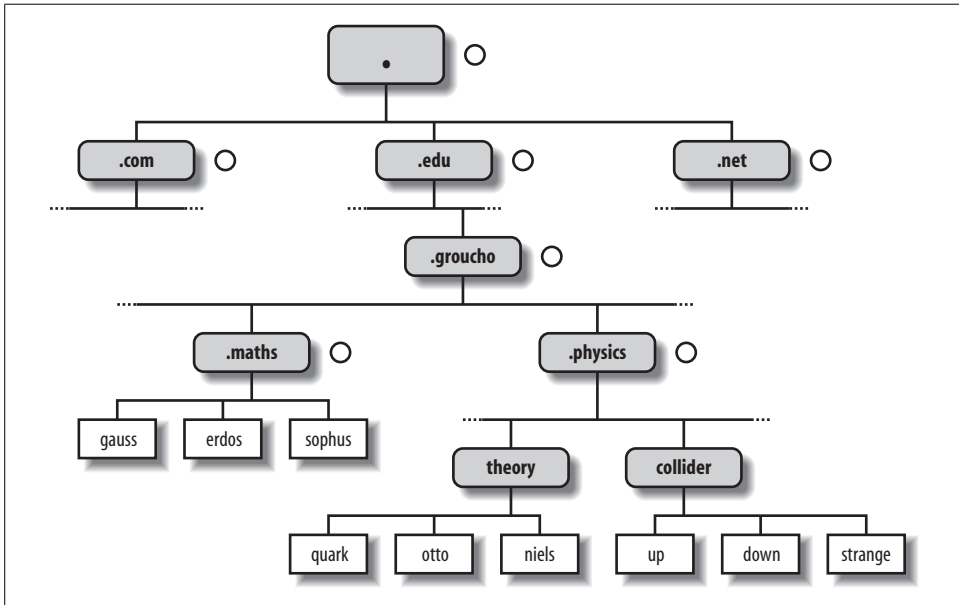 .
.com .edu .net
.groucho
.maths .physics
gauss erdos sophus
theory collider
quark otto niels up down strange